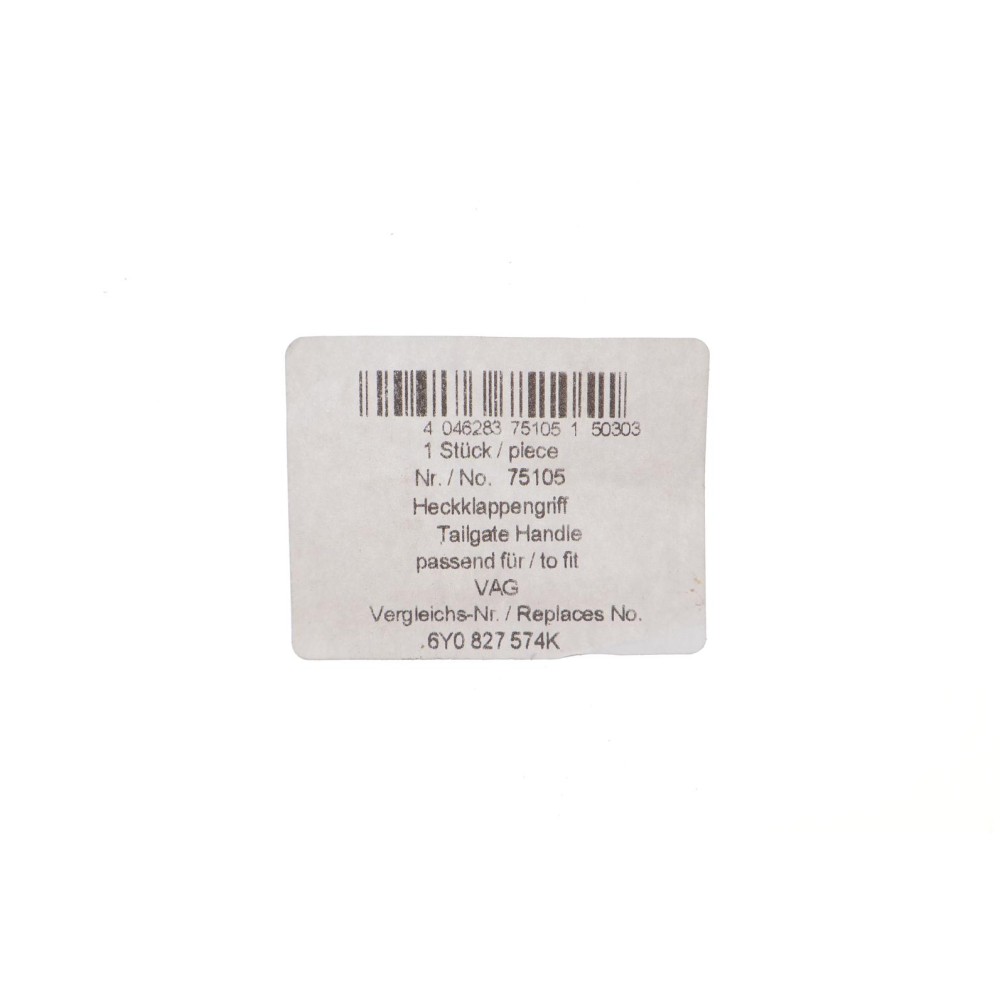 4 046283 75105 1 50303
1 Stück / piece
Nr. / No. 75105
Heckklappengriff
Tailgate Handle
passend für / to fit
VAG
Vergleichs-Nr. / Replaces No.
.6Y0 827 574K